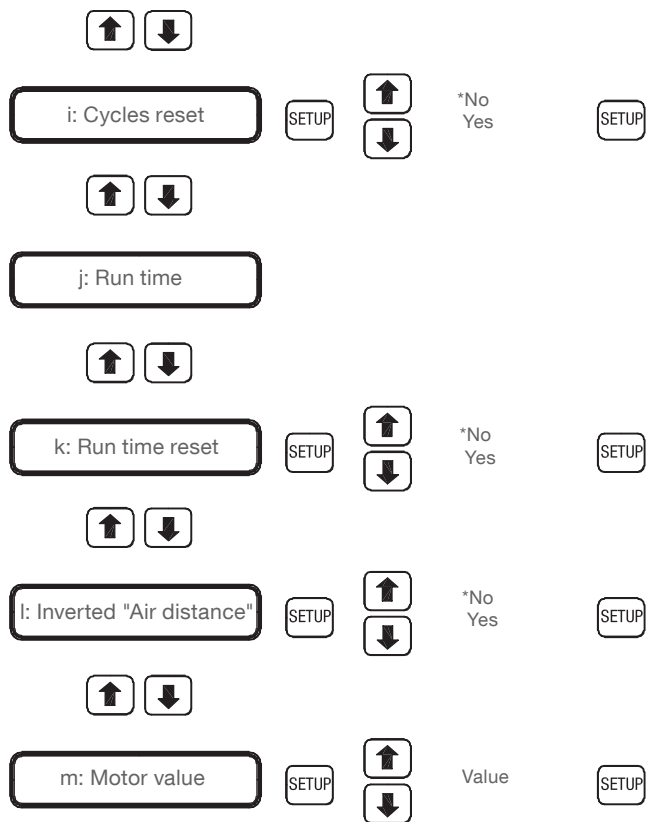 i: Cycles reset SETUP *No SETUP
Yes
j: Run time
k: Run time reset SETUP *No SETUP
Yes
l: Inverted "Air distance" SETUP *No SETUP
Yes
m: Motor value SETUP Value SETUP